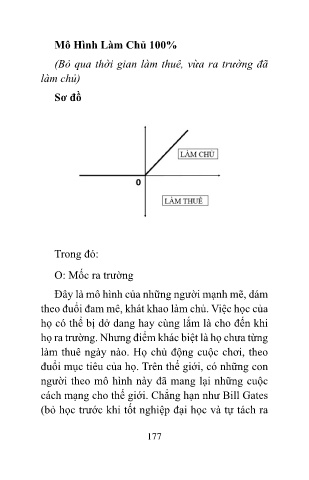 Mô Hình Làm Chủ 100%
(Bỏ qua thời gian làm thuê, vừa ra trường đã
làm chủ)
Sơ đồ
LÀM CHỦ
0
LÀM THUÊ
Trong đó:
O: Mốc ra trường
Đây là mô hình của những người mạnh mẽ, dám
theo đuổi đam mê, khát khao làm chủ. Việc học của
họ có thể bị dở dang hay cùng lắm là cho đến khi
họ ra trường. Nhưng điểm khác biệt là họ chưa từng
làm thuê ngày nào. Họ chủ động cuộc chơi, theo
đuổi mục tiêu của họ. Trên thế giới, có những con
người theo mô hình này đã mang lại những cuộc
cách mạng cho thế giới. Chẳng hạn như Bill Gates
(bỏ học trước khi tốt nghiệp đại học và tự tách ra
177